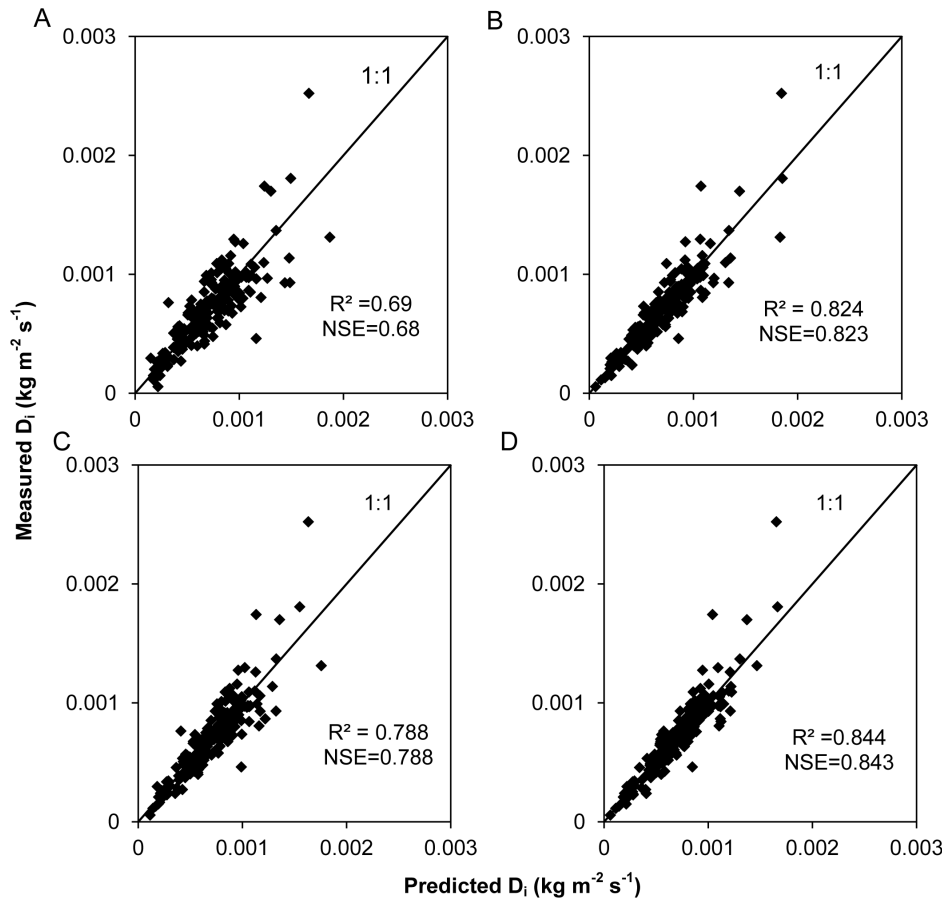 A
0.003
1:1
0.002
0.001
R² =0.69
NSE=0.68
0
0 0.001 0.002 0.003
B
0.003
1:1
0.002
0.001
R² = 0.824
NSE=0.823
0
0 0.001 0.002 0.003
Measured Dᵢ (kg m⁻² s⁻¹)
C
0.003
1:1
0.002
0.001
R² = 0.788
NSE=0.788
0
0 0.001 0.002 0.003
D
0.003
1:1
0.002
0.001
R² =0.844
NSE=0.843
0
0 0.001 0.002 0.003
Predicted Dᵢ (kg m⁻² s⁻¹)